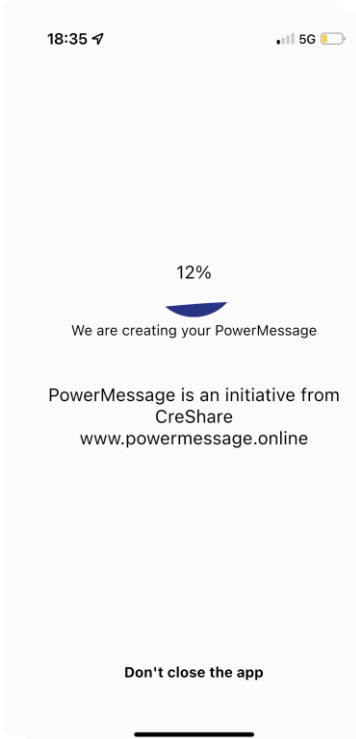 18:35 5G
12%
We are creating your PowerMessage
PowerMessage is an initiative from
CreShare
www.powermessage.online
Don't close the app